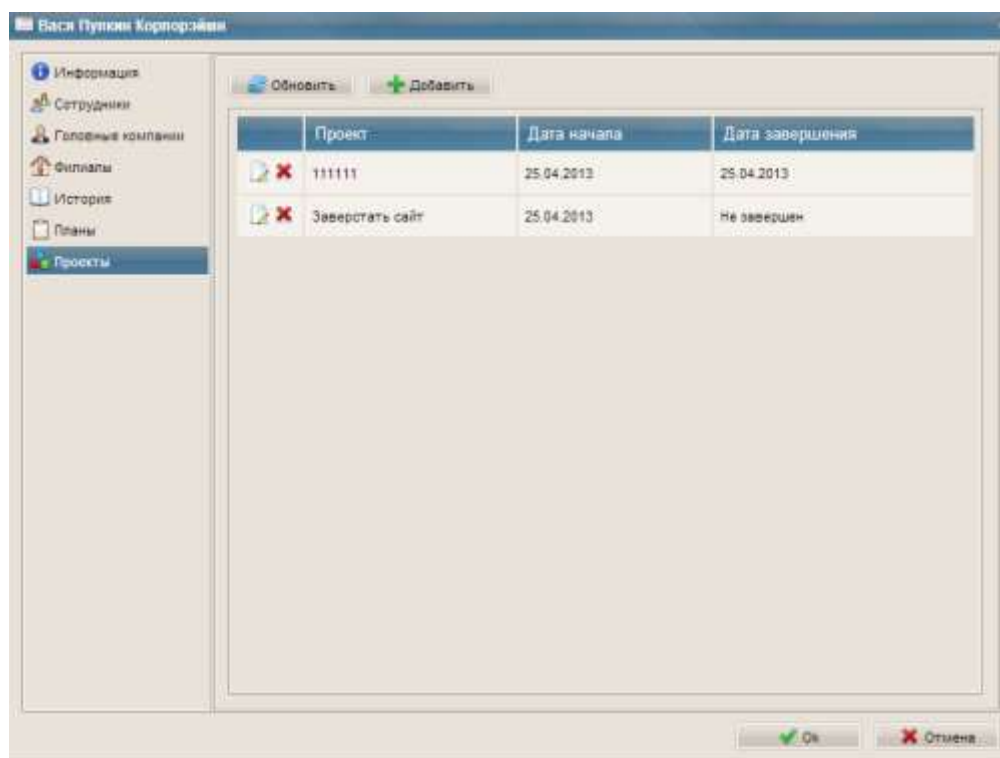 Вася Пупкин Корпорэйшн
Информация
Сотрудники
Головные компании
Филиалы
История
Планы
Проекты
Обновить Добавить
Проект Дата начала Дата завершения
111111 25.04.2013 25.04.2013
Заверстать сайт 25.04.2013 Не завершен
Ok Отмена